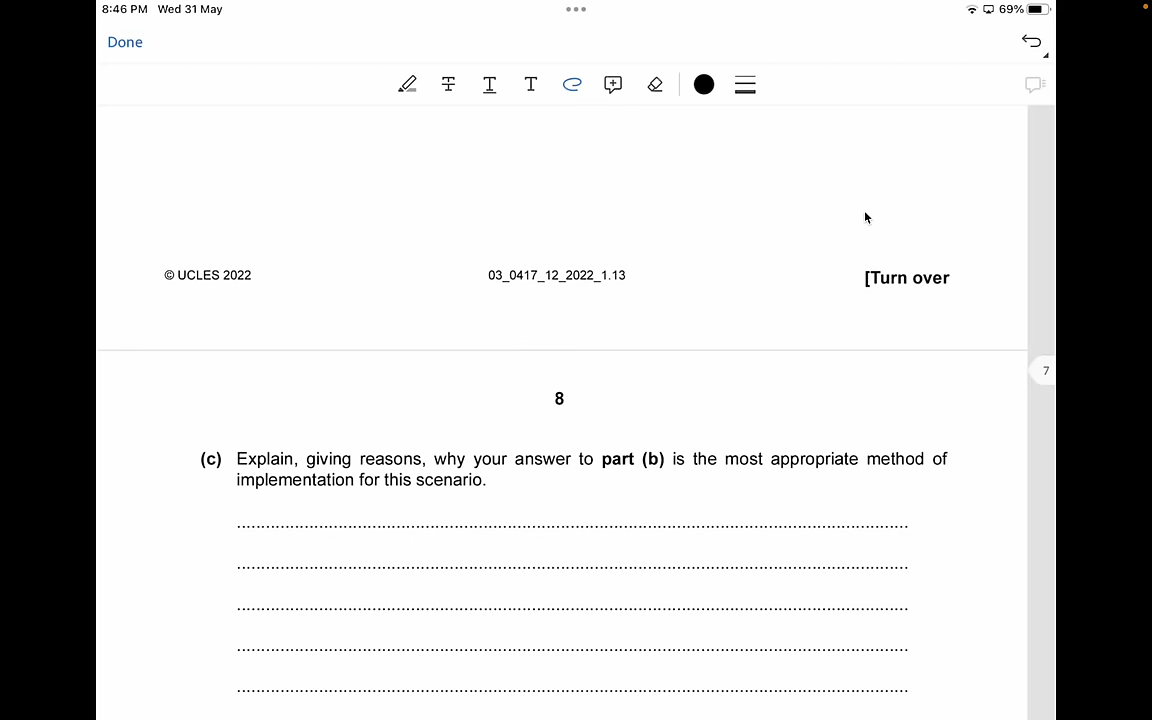 8:46 PM Wed 31 May
69%
Done
© UCLES 2022
03_0417_12_2022_1.13
[Turn over
7
8
(c) Explain, giving reasons, why your answer to part (b) is the most appropriate method of
implementation for this scenario.